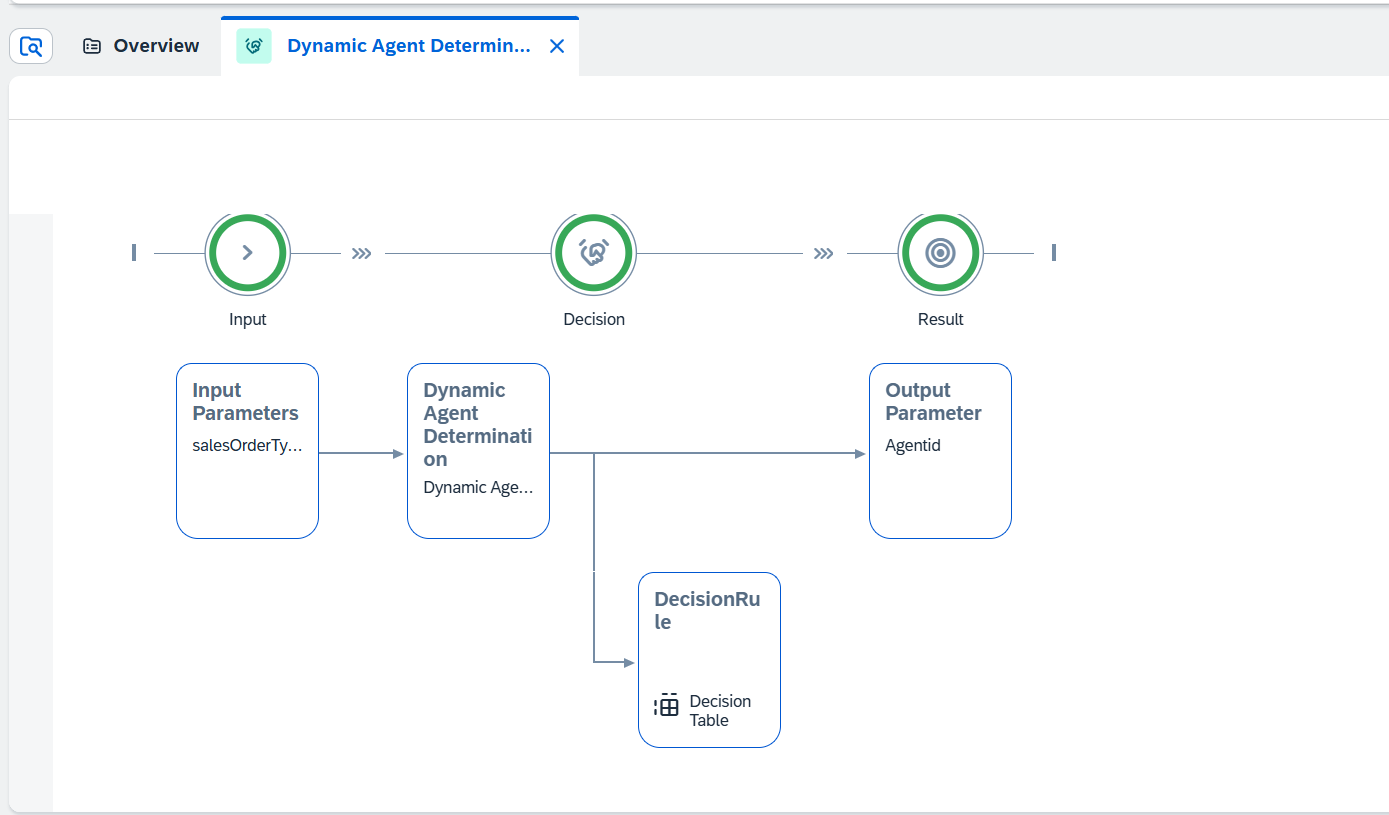 Overview
Dynamic Agent Determin...
Input
Decision
Result
Input
Parameters
salesOrderTy...
Dynamic
Agent
Determinati
on
Dynamic Age...
Output
Parameter
Agentid
DecisionRu
le
Decision
Table